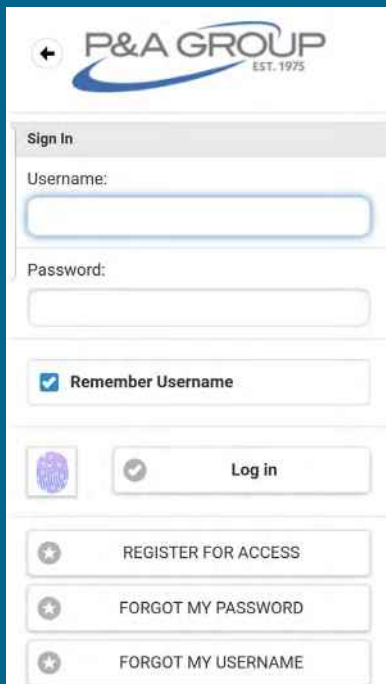 P&A GROUP
EST. 1975
Sign In
Username:
Password:
Remember Username
Log in
REGISTER FOR ACCESS
FORGOT MY PASSWORD
FORGOT MY USERNAME